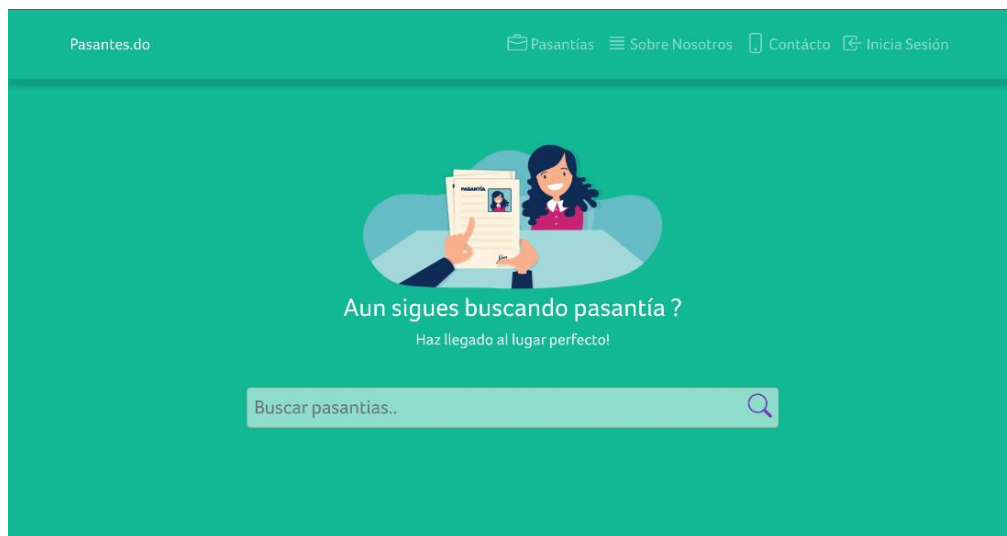 Pasantes.do
Pasantías Sobre Nosotros Contácto Inicia Sesión
PASANTÍA
Aun sigues buscando pasantía ?
Haz llegado al lugar perfecto!
Buscar pasantias..